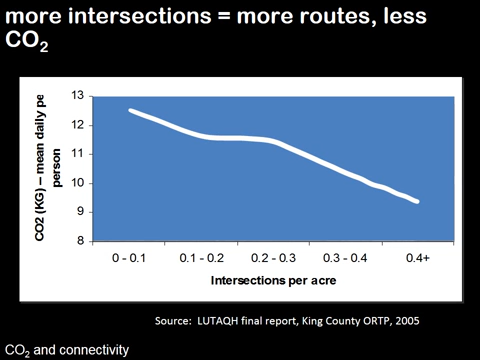 more intersections = more routes, less
CO₂
13
12
11
10
9
8
CO2 (KG) – mean daily pe
person
0 - 0.1 0.1 - 0.2 0.2 - 0.3 0.3 - 0.4 0.4+
Intersections per acre
Source: LUTAQH final report, King County ORTP, 2005
CO₂ and connectivity